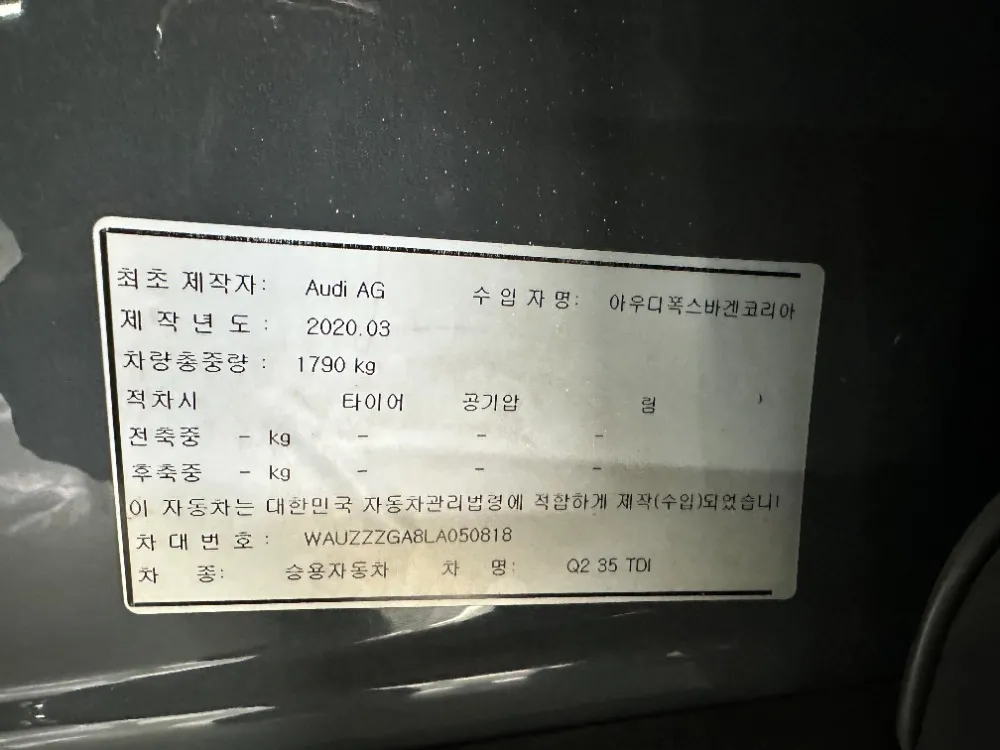 최초 제작자: Audi AG 수 입 자 명: 아우디폭스바겐코리아
제 작 년 도 : 2020.03
차량총중량 : 1790 kg
적차시 타이어 공기압 림 )
전축중 - kg - - -
후축중 - kg - - -
이 자동차는 대한민국 자동차관리법령에 적합하게 제작(수입)되었습니
차 대 번 호 : WAUZZZGA8LA050818
차 종: 승용자동차 차 명: Q2 35 TDI